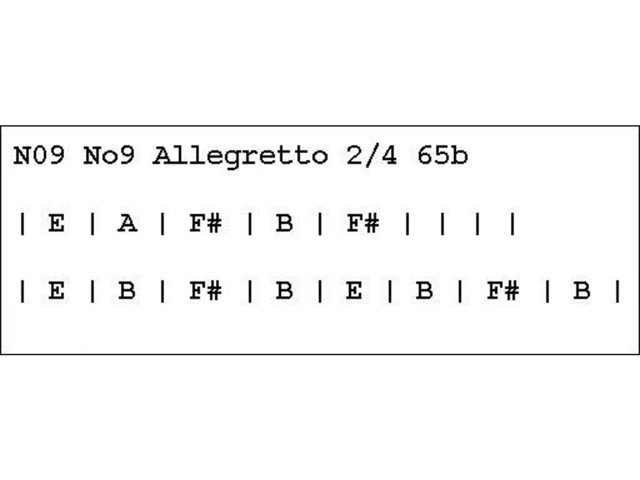 N09 No9 Allegretto 2/4 65b
| E | A | F# | B | F# | | | |
| E | B | F# | B | E | B | F# | B |